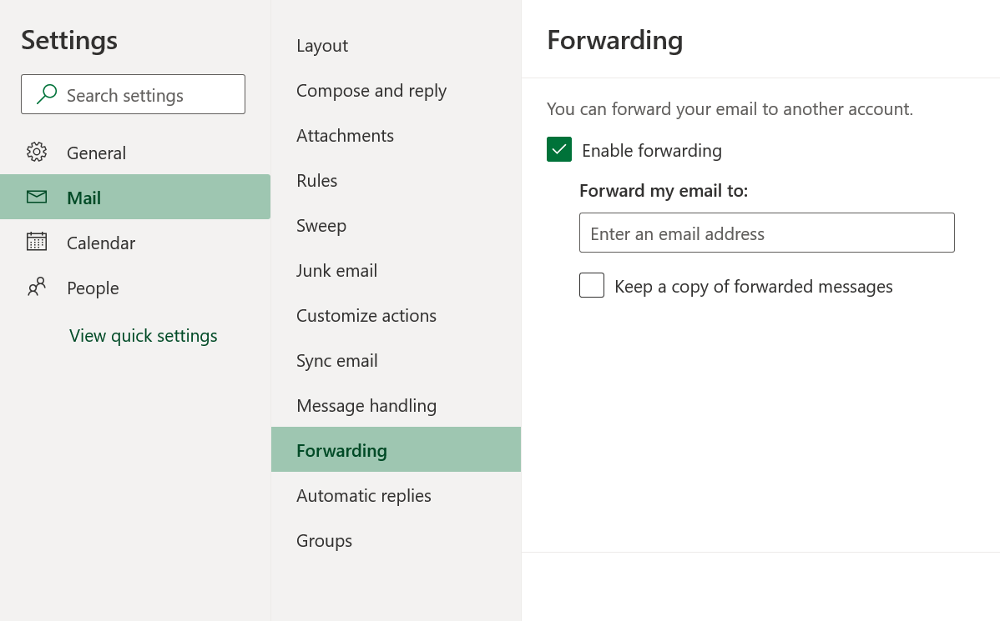 Settings
Search settings
General
Mail
Calendar
People
View quick settings
Layout
Compose and reply
Attachments
Rules
Sweep
Junk email
Customize actions
Sync email
Message handling
Forwarding
Automatic replies
Groups
Forwarding
You can forward your email to another account.
Enable forwarding
Forward my email to:
Enter an email address
Keep a copy of forwarded messages